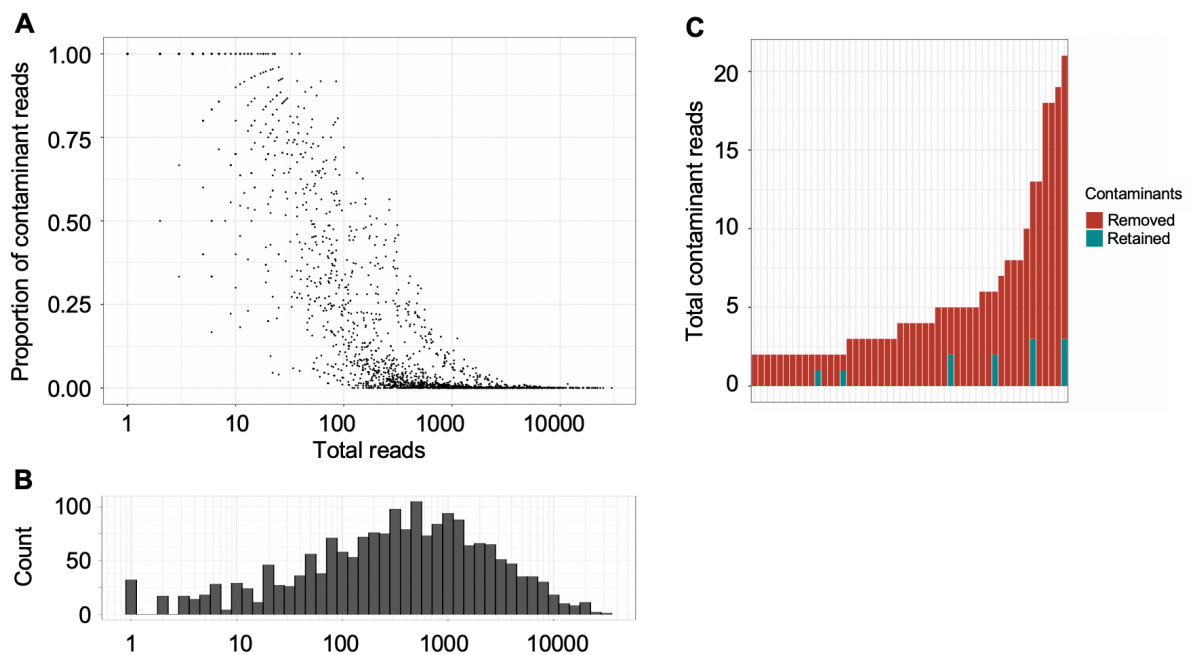 A
Proportion of contaminant reads
1.00
0.75
0.50
0.25
0.00
1 10 100 1000 10000
Total reads
B
Count
100
50
0
1 10 100 1000 10000
C
Total contaminant reads
20
15
10
5
0
Contaminants
Removed
Retained